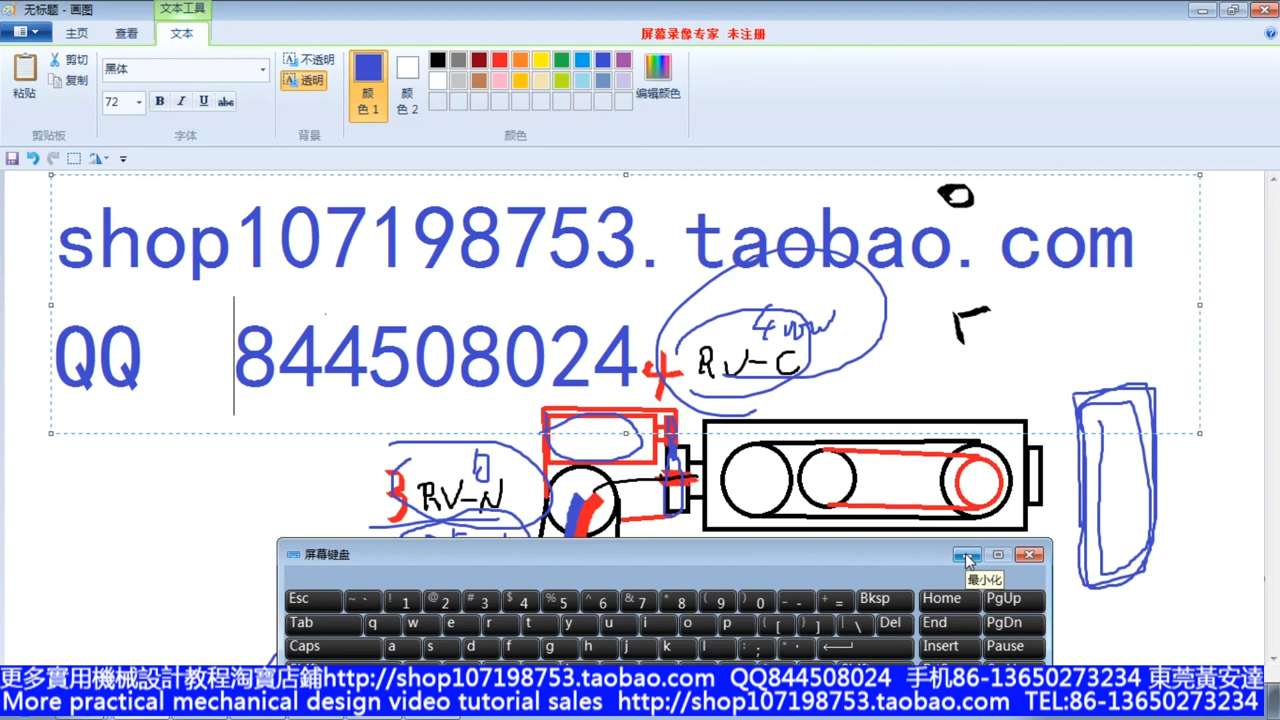 无标题 - 画图
文本工具
主页
查看
文本
屏幕录像专家 未注册
粘贴
剪切
复制
剪贴板
黑体
72
B I U abc
字体
不透明
透明
背景
颜色 1
颜色 2
编辑颜色
颜色
shop107198753.taobao.com
QQ 844508024
4
RV-C
3
RV-N
屏幕键盘
最小化
Esc ~ ` ! 1 @ 2 # 3 $ 4 % 5 ^ 6 & 7 * 8 ( 9 ) 0 _ - + = Bksp Home PgUp
Tab q w e r t y u i o p { [ } ] | \ Del End PgDn
Caps a s d f g h j k l : ; " ' Insert Pause
更多實用機械設計教程淘寶店鋪http://shop107198753.taobao.com QQ844508024 手机86-13650273234 東莞黃安達
More practical mechanical design video tutorial sales http://shop107198753.taobao.com TEL:86-13650273234